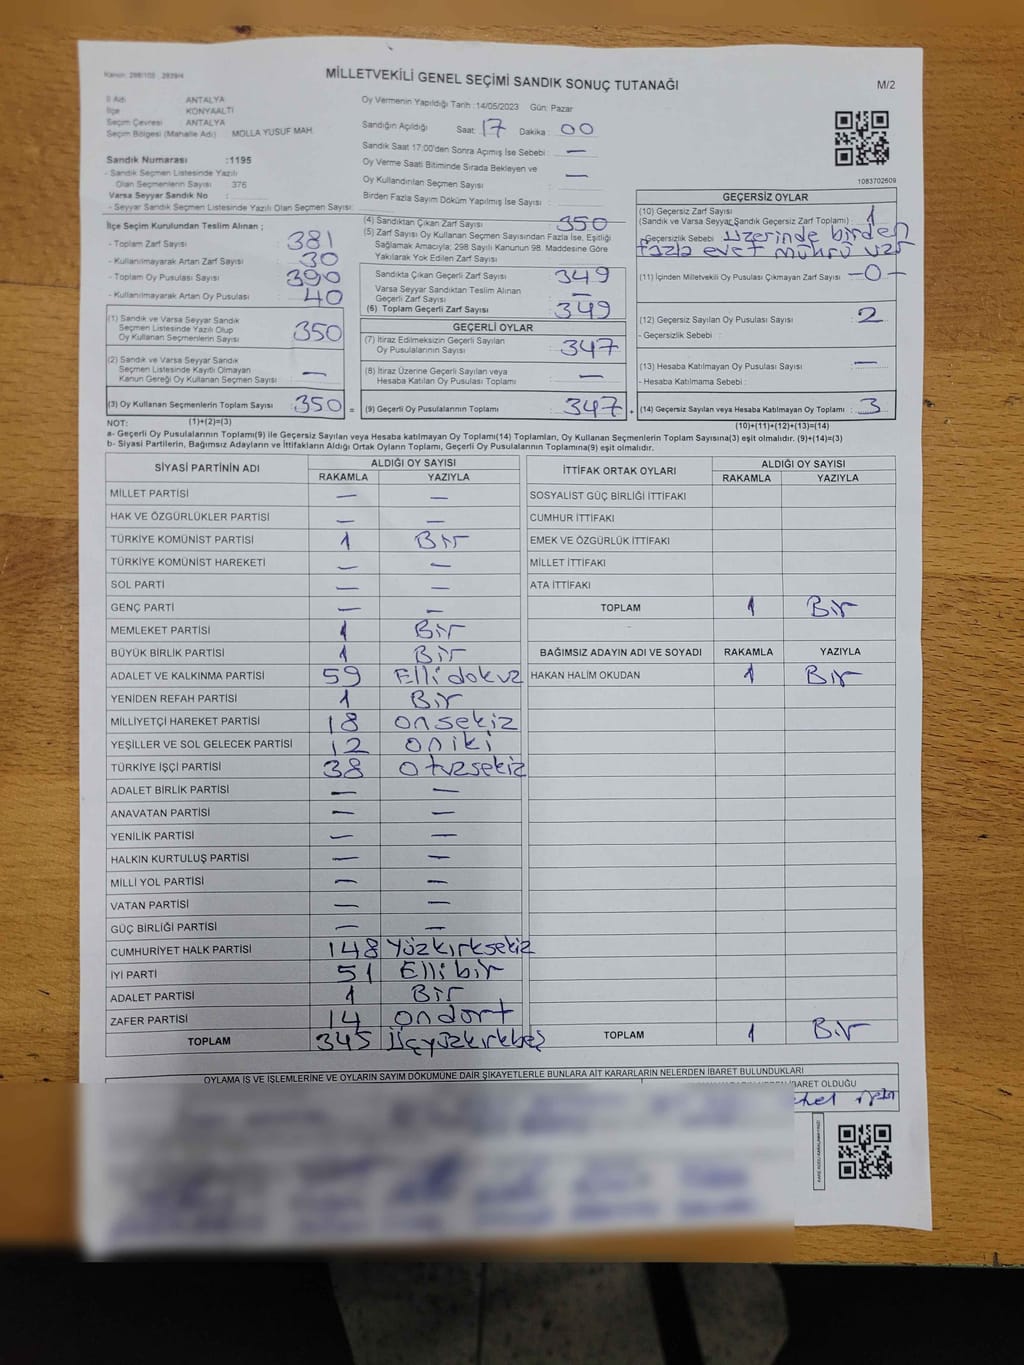 Kanun: 298/105 , 2839/4
MİLLETVEKİLİ GENEL SEÇİMİ SANDIK SONUÇ TUTANAĞI
M/2
İl Adı ANTALYA
İlçe KONYAALTI
Seçim Çevresi ANTALYA
Seçim Bölgesi (Mahalle Adı) MOLLA YUSUF MAH.
Sandık Numarası :1195
- Sandık Seçmen Listesinde Yazılı
Olan Seçmenlerin Sayısı : 376
Varsa Seyyar Sandık No :
- Seyyar Sandık Seçmen Listesinde Yazılı Olan Seçmen Sayısı:
Oy Vermenin Yapıldığı Tarih : 14/05/2023 Gün: Pazar
Sandığın Açıldığı Saat: 17 Dakika : 00
Sandık Saat 17:00'den Sonra Açımış İse Sebebi : —
Oy Verme Saati Bitiminde Sırada Bekleyen ve
Oy Kullandırılan Seçmen Sayısı : —
Birden Fazla Sayım Döküm Yapılmış İse Sayısı :
1083702609
İlçe Seçim Kurulundan Teslim Alınan ;
- Toplam Zarf Sayısı : 381
- Kullanılmayarak Artan Zarf Sayısı : 30
- Toplam Oy Pusulası Sayısı : 390
- Kullanılmayarak Artan Oy Pusulası : 40
(1) Sandık ve Varsa Seyyar Sandık
Seçmen Listesinde Yazılı Olup
Oy Kullanan Seçmenlerin Sayısı : 350
(2) Sandık ve Varsa Seyyar Sandık
Seçmen Listesinde Kayıtlı Olmayan
Kanun Gereği Oy Kullanan Seçmen Sayısı : —
(3) Oy Kullanan Seçmenlerin Toplam Sayısı : 350 =
(1)+(2)=(3)
(4) Sandıktan Çıkan Zarf Sayısı : 350
(5) Zarf Sayısı Oy Kullanan Seçmen Sayısından Fazla İse, Eşitliği
Sağlamak Amacıyla; 298 Sayılı Kanunun 98. Maddesine Göre
Yakılarak Yok Edilen Zarf Sayısı :
Sandıkta Çıkan Geçerli Zarf Sayısı : 349
Varsa Seyyar Sandıktan Teslim Alınan
Geçerli Zarf Sayısı : —
(6) Toplam Geçerli Zarf Sayısı : 349
GEÇERLİ OYLAR
(7) İtiraz Edilmeksizin Geçerli Sayılan
Oy Pusulalarının Sayısı : 347
(8) İtiraz Üzerine Geçerli Sayılan veya
Hesaba Katılan Oy Pusulası Toplamı : —
(9) Geçerli Oy Pusulalarının Toplamı : 347 +
GEÇERSİZ OYLAR
(10) Geçersiz Zarf Sayısı
(Sandık ve Varsa Seyyar Sandık Geçersiz Zarf Toplamı) : 1
- Geçersizlik Sebebi : üzerinde birden
fazla evet mührü var
(11) İçinden Milletvekili Oy Pusulası Çıkmayan Zarf Sayısı : -0-
(12) Geçersiz Sayılan Oy Pusulası Sayısı : 2
- Geçersizlik Sebebi :
(13) Hesaba Katılmayan Oy Pusulası Sayısı : —
- Hesaba Katılmama Sebebi :
(14) Geçersiz Sayılan veya Hesaba Katılmayan Oy Toplamı : 3
(10)+(11)+(12)+(13)=(14)
NOT:
a- Geçerli Oy Pusulalarının Toplamı(9) ile Geçersiz Sayılan veya Hesaba Katılmayan Oy Toplamı(14) Toplamları, Oy Kullanan Seçmenlerin Toplam Sayısına(3) eşit olmalıdır. (9)+(14)=(3)
b- Siyasi Partilerin, Bağımsız Adayların ve İttifakların Aldığı Ortak Oyların Toplamı, Geçerli Oy Pusulalarının Toplamına(9) eşit olmalıdır.
SİYASİ PARTİNİN ADI ALDIĞI OY SAYISI
RAKAMLA YAZIYLA
MİLLET PARTİSİ — —
HAK VE ÖZGÜRLÜKLER PARTİSİ — —
TÜRKİYE KOMÜNİST PARTİSİ 1 Bir
TÜRKİYE KOMÜNİST HAREKETİ — —
SOL PARTİ — —
GENÇ PARTİ — —
MEMLEKET PARTİSİ 1 Bir
BÜYÜK BİRLİK PARTİSİ 1 Bir
ADALET VE KALKINMA PARTİSİ 59 Ellidokuz
YENİDEN REFAH PARTİSİ 1 Bir
MİLLİYETÇİ HAREKET PARTİSİ 18 onsekiz
YEŞİLLER VE SOL GELECEK PARTİSİ 12 oniki
TÜRKİYE İŞÇİ PARTİSİ 38 otuzsekiz
ADALET BİRLİK PARTİSİ — —
ANAVATAN PARTİSİ — —
YENİLİK PARTİSİ — —
HALKIN KURTULUŞ PARTİSİ — —
MİLLİ YOL PARTİSİ — —
VATAN PARTİSİ — —
GÜÇ BİRLİĞİ PARTİSİ — —
CUMHURİYET HALK PARTİSİ 148 Yüzkırksekiz
İYİ PARTİ 51 Ellibir
ADALET PARTİSİ 1 Bir
ZAFER PARTİSİ 14 ondort
TOPLAM 345 üçyüzkırkbeş
İTTİFAK ORTAK OYLARI ALDIĞI OY SAYISI
RAKAMLA YAZIYLA
SOSYALİST GÜÇ BİRLİĞİ İTTİFAKI
CUMHUR İTTİFAKI
EMEK VE ÖZGÜRLÜK İTTİFAKI
MİLLET İTTİFAKI
ATA İTTİFAKI
TOPLAM 1 Bir
BAĞIMSIZ ADAYIN ADI VE SOYADI RAKAMLA YAZIYLA
HAKAN HALİM OKUDAN 1 Bir
TOPLAM 1 Bir
OYLAMA İŞ VE İŞLEMLERİNE VE OYLARIN SAYIM DÖKÜMÜNE DAİR ŞİKAYETLERLE BUNLARA AİT KARARLARIN NELERDEN İBARET BULUNDUKLARI
İBARET OLDUĞU